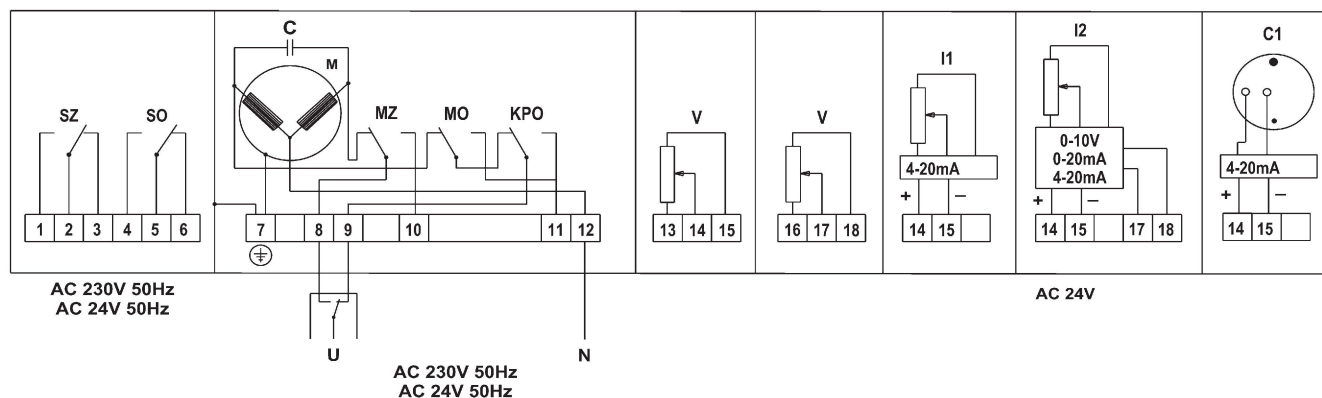 C
M
SZ SO
MZ MO KPO
V
V
I1
I2
C1
4-20mA
+ –
0-10V
0-20mA
4-20mA
+ –
4-20mA
+ –
1 2 3 4 5 6
7 8 9 10 11 12
13 14 15
16 17 18
14 15
14 15 17 18
14 15
AC 230V 50Hz
AC 24V 50Hz
U
N
AC 230V 50Hz
AC 24V 50Hz
AC 24V